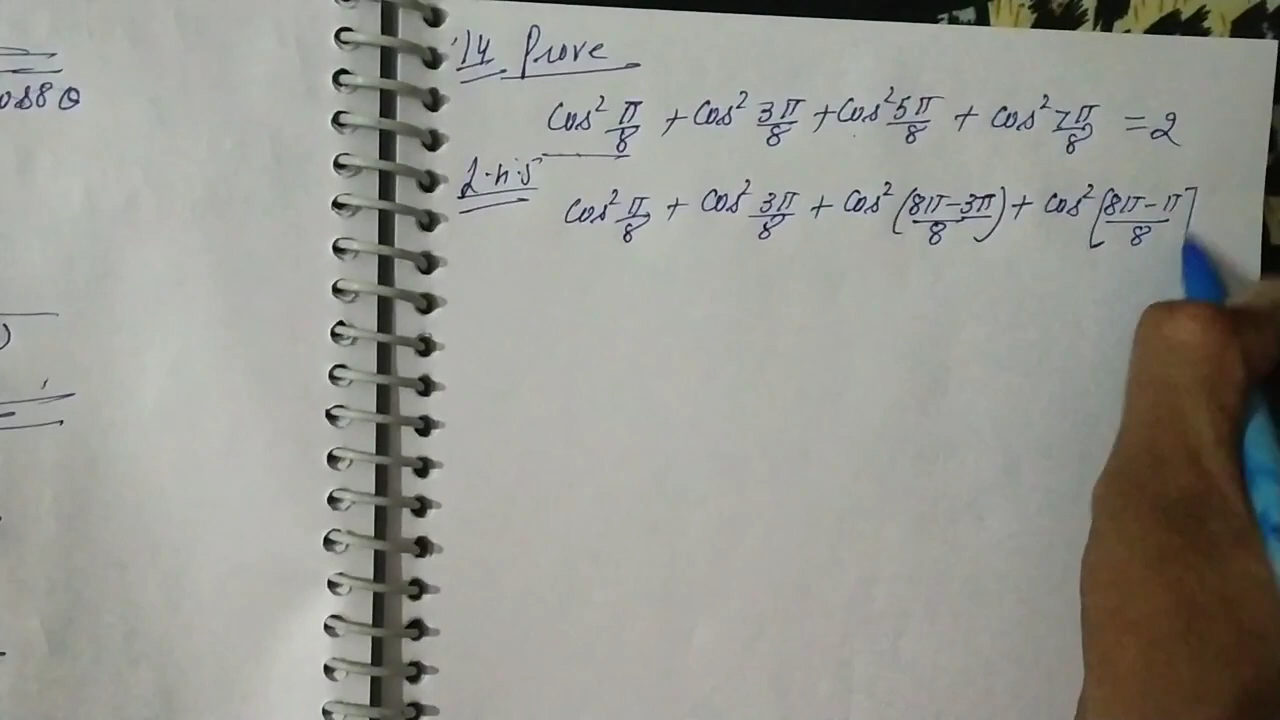 os8θ
14 Prove
cos² π/8 + cos² 3π/8 + cos² 5π/8 + cos² 7π/8 = 2
L.H.S
cos² π/8 + cos² 3π/8 + cos² (8π-3π/8) + cos² [8π-π/8]